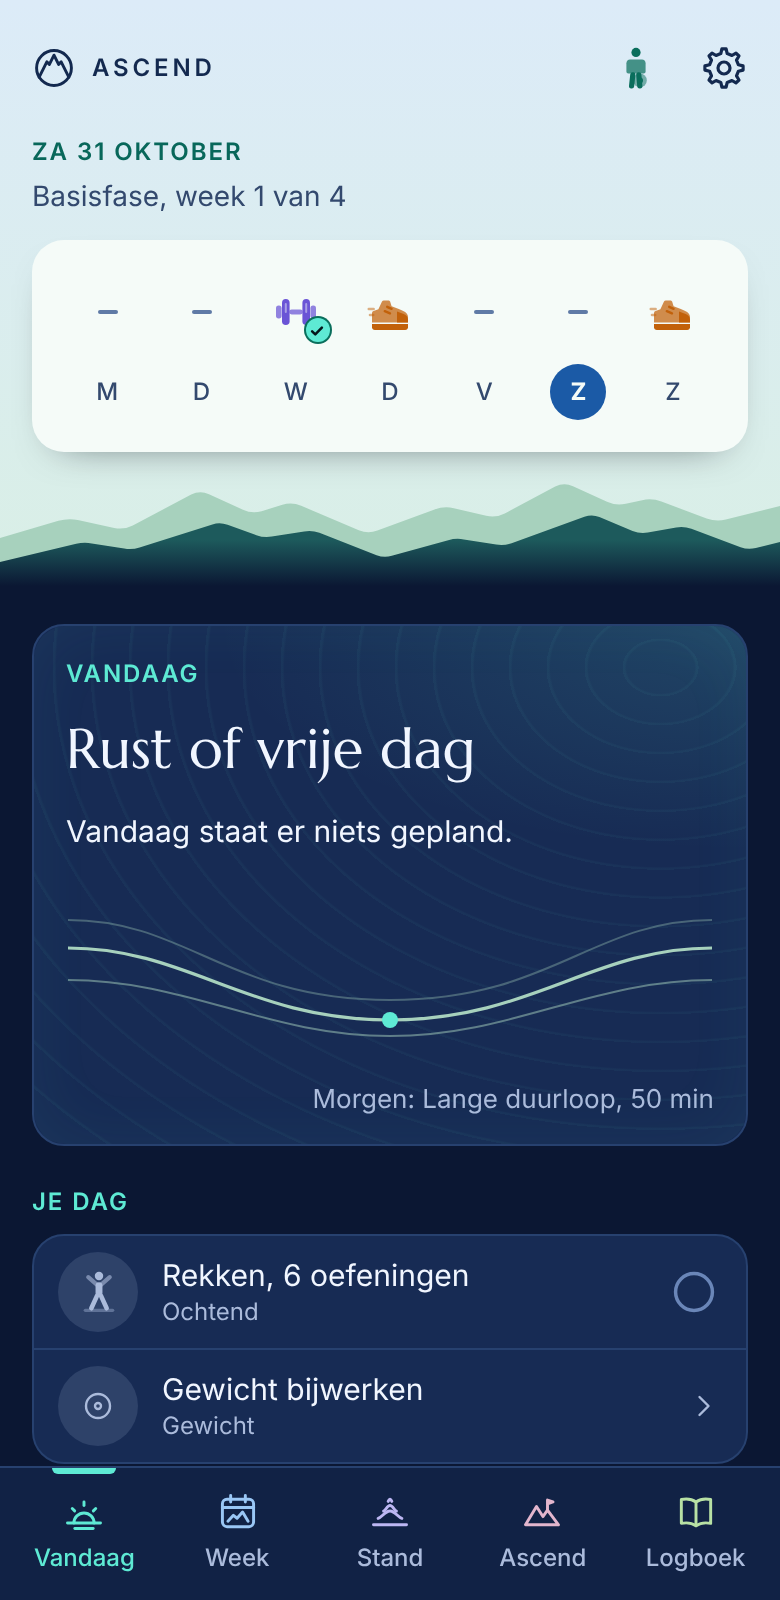 ASCEND
ZA 31 OKTOBER
Basisfase, week 1 van 4
M D W D V Z Z
VANDAAG
Rust of vrije dag
Vandaag staat er niets gepland.
Morgen: Lange duurloop, 50 min
JE DAG
Rekken, 6 oefeningen
Ochtend
Gewicht bijwerken
Gewicht
Vandaag Week Stand Ascend Logboek